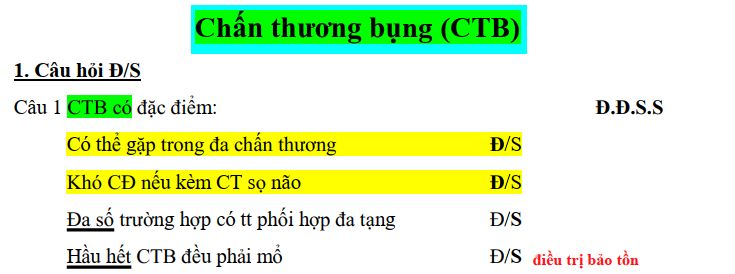 Chấn thương bụng (CTB)
1. Câu hỏi Đ/S
Câu 1 CTB có đặc điểm: Đ.Đ.S.S
Có thể gặp trong đa chấn thương Đ/S
Khó CĐ nếu kèm CT sọ não Đ/S
Đa số trường hợp có tt phối hợp đa tạng Đ/S
Hầu hết CTB đều phải mổ Đ/S điều trị bảo tồn